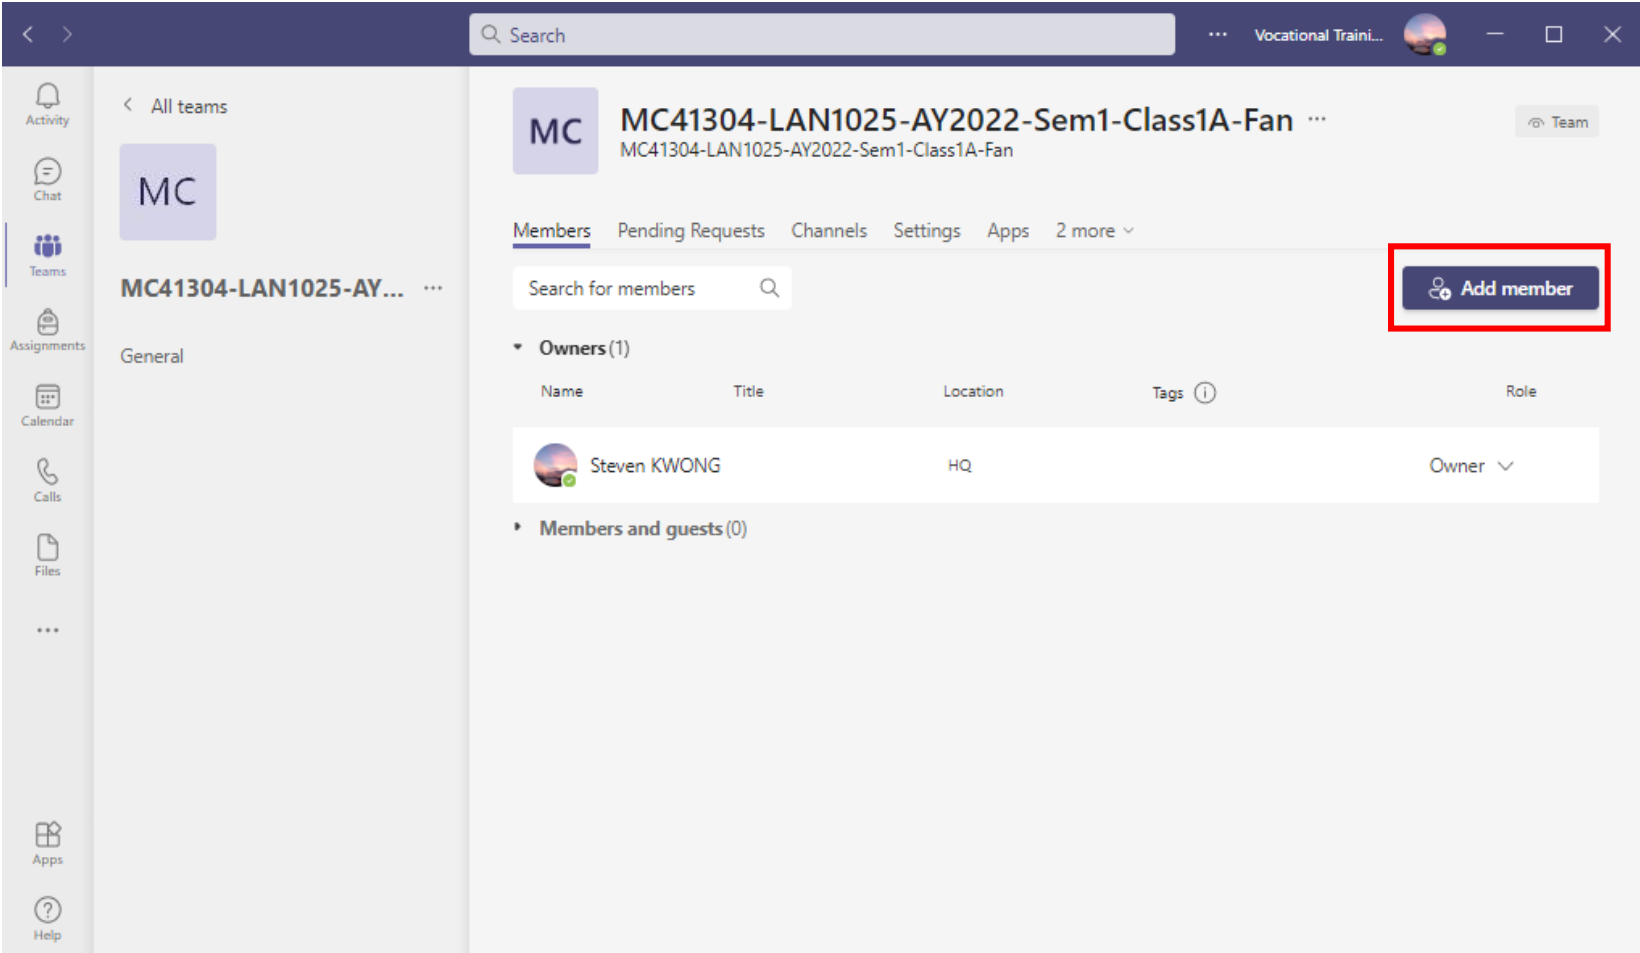 Search
...
Vocational Traini...
Activity
Chat
Teams
Assignments
Calendar
Calls
Files
...
Apps
Help
All teams
MC
MC41304-LAN1025-AY... ...
General
MC
MC41304-LAN1025-AY2022-Sem1-Class1A-Fan ...
MC41304-LAN1025-AY2022-Sem1-Class1A-Fan
Team
Members Pending Requests Channels Settings Apps 2 more
Search for members
Add member
Owners (1)
Name Title Location Tags Role
Steven KWONG HQ Owner
Members and guests (0)